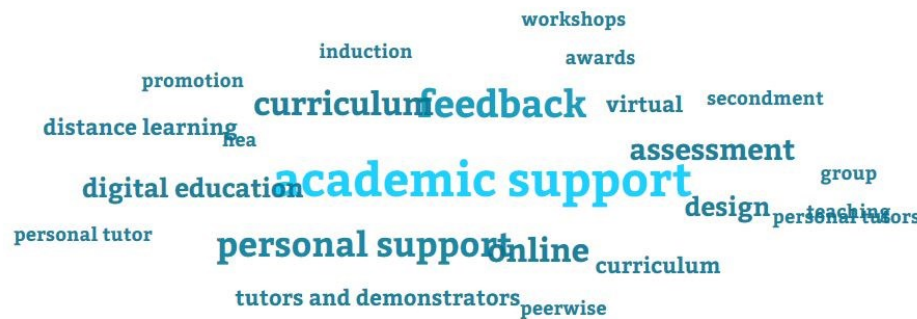 workshops
induction
awards
promotion
curriculum
feedback
virtual
secondment
distance learning
hea
assessment
group
digital education
academic support
design
teaching
personal tutors
personal tutor
personal support
online
curriculum
tutors and demonstrators
peerwise